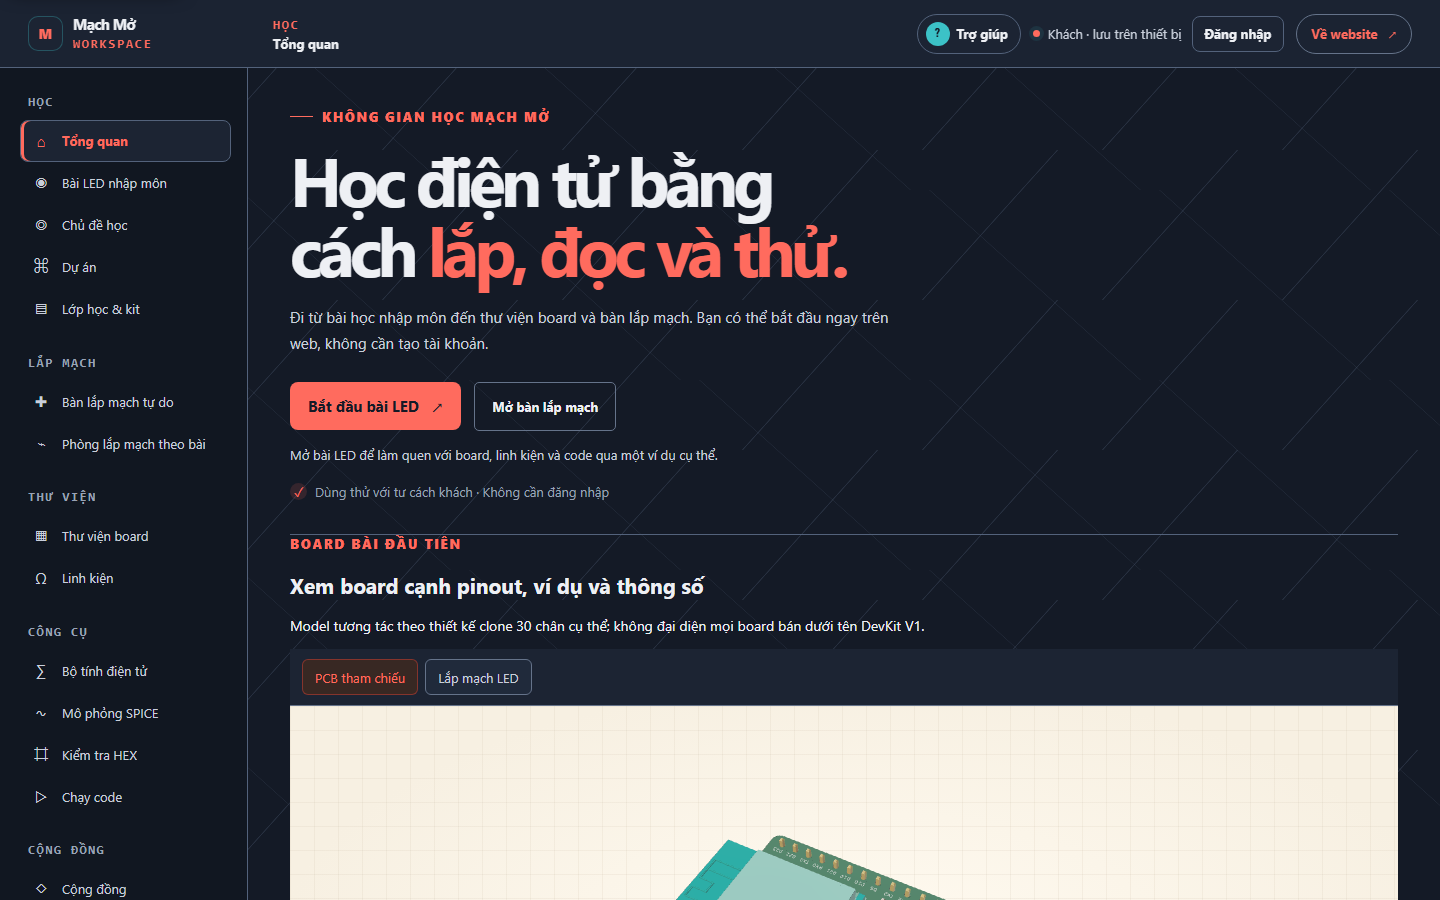 M
Mạch Mở
WORKSPACE
HỌC
Tổng quan
? Trợ giúp
Khách · lưu trên thiết bị
Đăng nhập
Về website ↗
HỌC
Tổng quan
Bài LED nhập môn
Chủ đề học
Dự án
Lớp học & kit
LẮP MẠCH
Bàn lắp mạch tự do
Phòng lắp mạch theo bài
THƯ VIỆN
Thư viện board
Linh kiện
CÔNG CỤ
Bộ tính điện tử
Mô phỏng SPICE
Kiểm tra HEX
Chạy code
CỘNG ĐỒNG
Cộng đồng
KHÔNG GIAN HỌC MẠCH MỞ
Học điện tử bằng
cách lắp, đọc và thử.
Đi từ bài học nhập môn đến thư viện board và bàn lắp mạch. Bạn có thể bắt đầu ngay trên
web, không cần tạo tài khoản.
Bắt đầu bài LED ↗
Mở bàn lắp mạch
Mở bài LED để làm quen với board, linh kiện và code qua một ví dụ cụ thể.
✓ Dùng thử với tư cách khách · Không cần đăng nhập
BOARD BÀI ĐẦU TIÊN
Xem board cạnh pinout, ví dụ và thông số
Model tương tác theo thiết kế clone 30 chân cụ thể; không đại diện mọi board bán dưới tên DevKit V1.
PCB tham chiếu
Lắp mạch LED